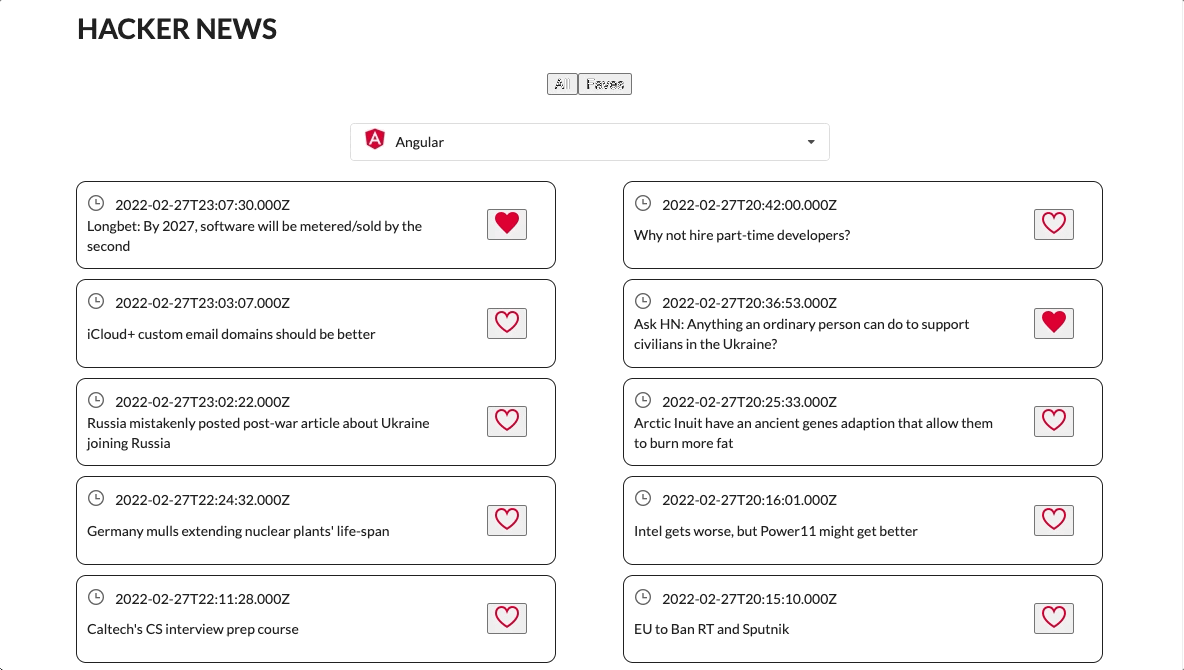 HACKER NEWS
All Faves
A Angular
2022-02-27T23:07:30.000Z
Longbet: By 2027, software will be metered/sold by the
second
2022-02-27T20:42:00.000Z
Why not hire part-time developers?
2022-02-27T23:03:07.000Z
iCloud+ custom email domains should be better
2022-02-27T20:36:53.000Z
Ask HN: Anything an ordinary person can do to support
civilians in the Ukraine?
2022-02-27T23:02:22.000Z
Russia mistakenly posted post-war article about Ukraine
joining Russia
2022-02-27T20:25:33.000Z
Arctic Inuit have an ancient genes adaption that allow them
to burn more fat
2022-02-27T22:24:32.000Z
Germany mulls extending nuclear plants' life-span
2022-02-27T20:16:01.000Z
Intel gets worse, but Power11 might get better
2022-02-27T22:11:28.000Z
Caltech's CS interview prep course
2022-02-27T20:15:10.000Z
EU to Ban RT and Sputnik